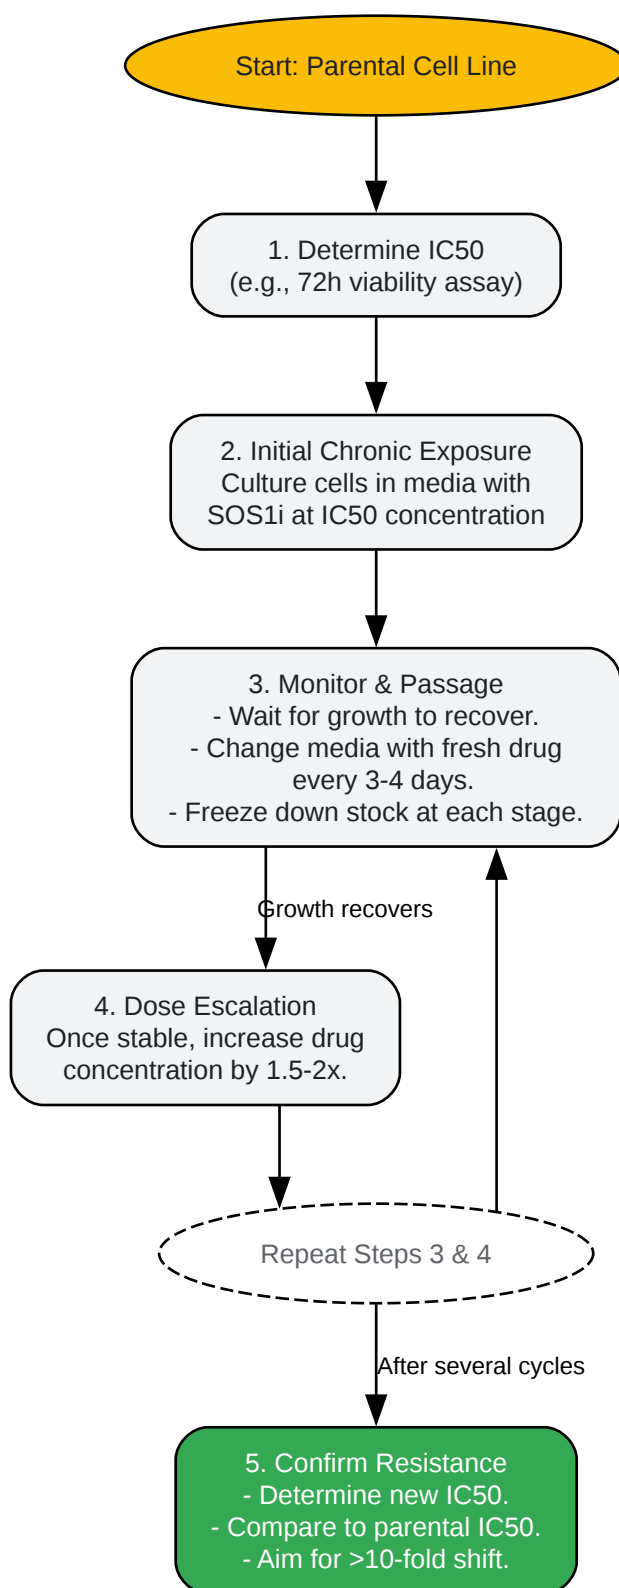 Start: Parental Cell Line
1. Determine IC50
(e.g., 72h viability assay)
2. Initial Chronic Exposure
Culture cells in media with
SOS1i at IC50 concentration
3. Monitor & Passage
- Wait for growth to recover.
- Change media with fresh drug
every 3-4 days.
- Freeze down stock at each stage.
Growth recovers
4. Dose Escalation
Once stable, increase drug
concentration by 1.5-2x.
Repeat Steps 3 & 4
After several cycles
5. Confirm Resistance
- Determine new IC50.
- Compare to parental IC50.
- Aim for >10-fold shift.